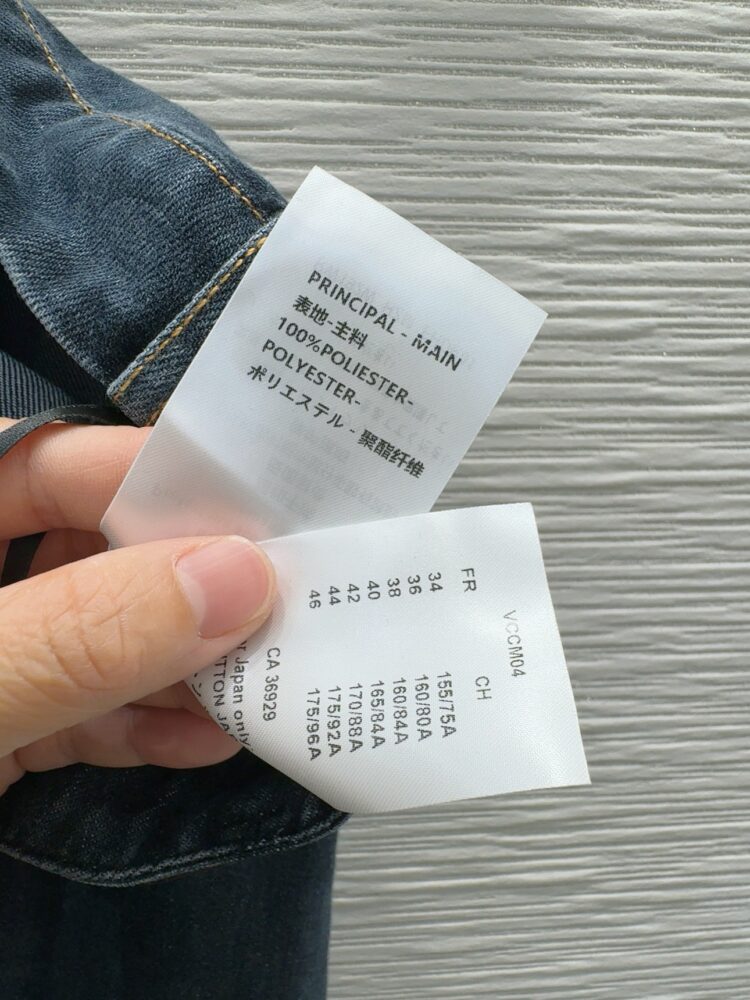 PRINCIPAL - MAIN
表地-主料
100%POLIESTER-
POLYESTER-
ポリエステル - 聚酯纤维
VCCM04
FR CH
34 155/75A
36 160/80A
38 160/84A
40 165/84A
42 170/88A
44 175/92A
46 175/96A
CA 36929
Japan only